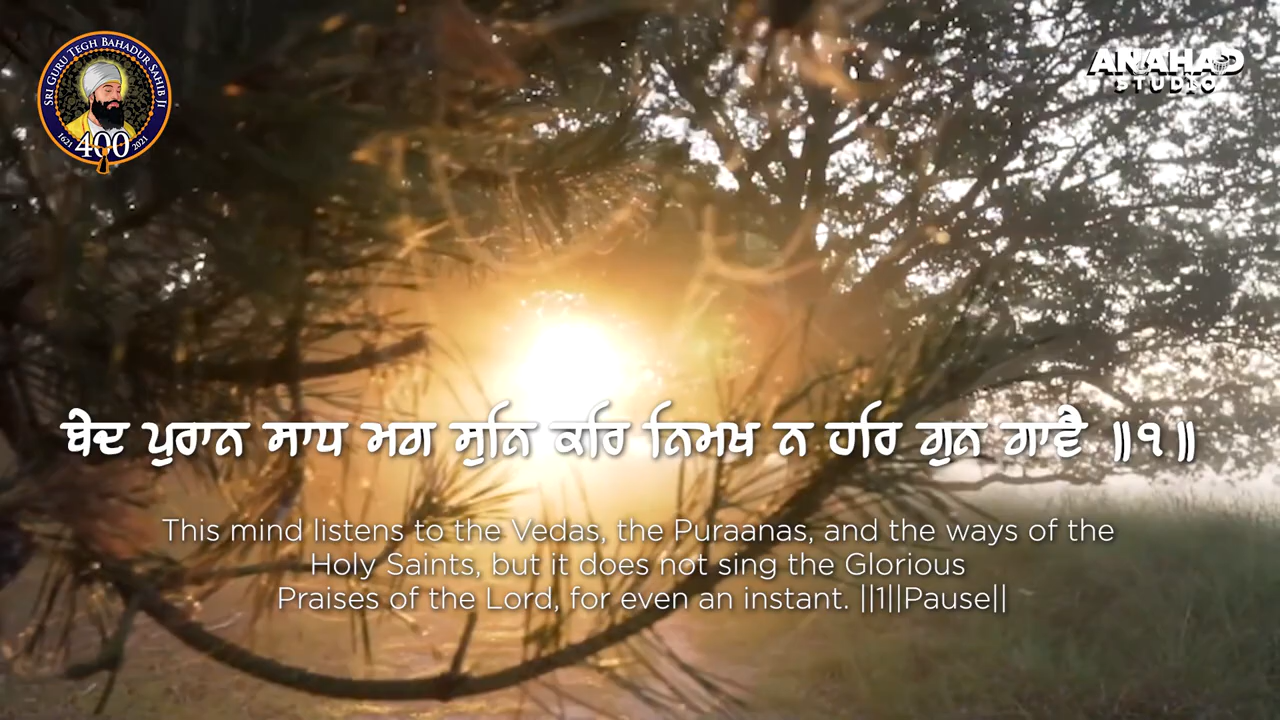 SRI GURU TEGH BAHADUR SAHIB JI
1621 400 2021
ANAHAD
STUDIO
ਬੇਦ ਪੁਰਾਨ ਸਾਧ ਮਗ ਸੁਨਿ ਕਰਿ ਨਿਮਖ ਨ ਹਰਿ ਗੁਨ ਗਾਵੈ ॥੧॥
This mind listens to the Vedas, the Puraanas, and the ways of the
Holy Saints, but it does not sing the Glorious
Praises of the Lord, for even an instant. ||1||Pause||